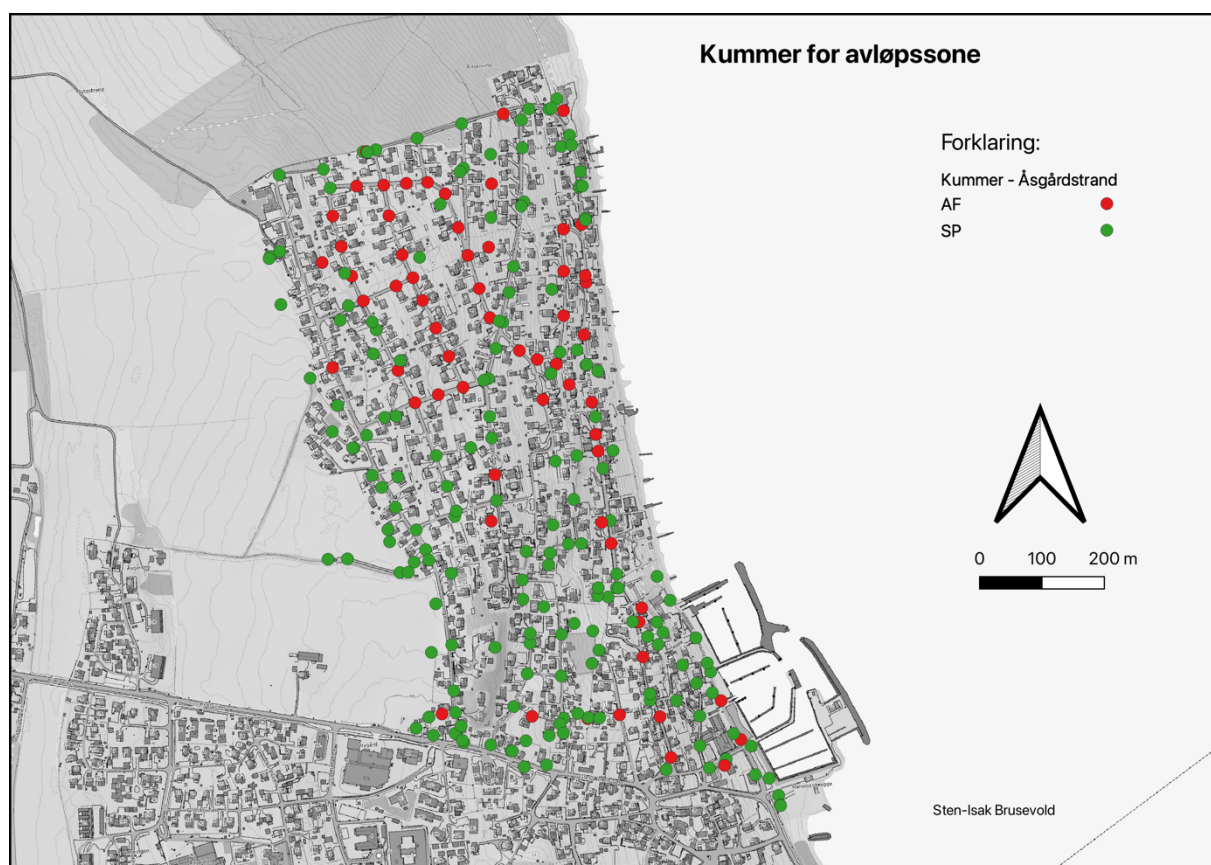 Kummer for avløpssone
Forklaring:
Kummer - Åsgårdstrand
AF
SP
0 100 200 m
Sten-Isak Brusevold